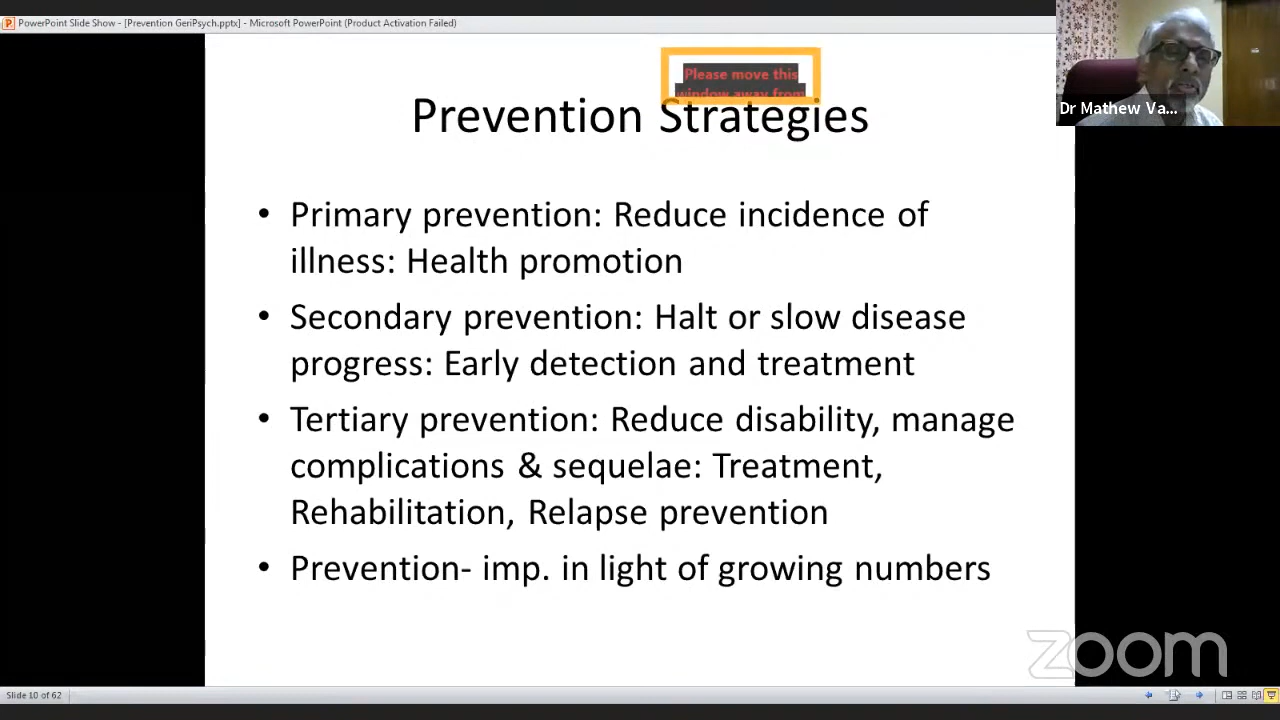 PowerPoint Slide Show - [Prevention GeriPsych.pptx] - Microsoft PowerPoint (Product Activation Failed)
Please move this
window away from
Dr Mathew Va...
Prevention Strategies
• Primary prevention: Reduce incidence of
illness: Health promotion
• Secondary prevention: Halt or slow disease
progress: Early detection and treatment
• Tertiary prevention: Reduce disability, manage
complications & sequelae: Treatment,
Rehabilitation, Relapse prevention
• Prevention- imp. in light of growing numbers
zoom
Slide 10 of 62